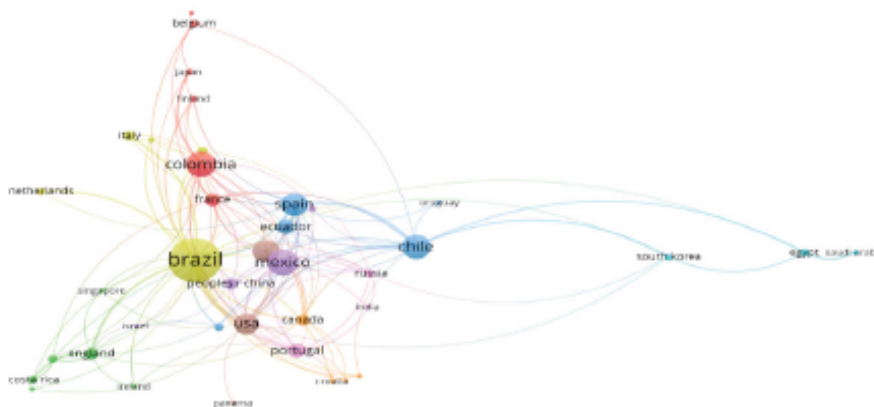 belgium
japan
finland
italy
colombia
netherlands
france
spain
uruguay
ecuador
chile
brazil
mexico
south korea
egypt
saudi arab
russia
peoples r china
singapore
india
israel
usa
canada
england
portugal
costa rica
ireland
croatia
panama